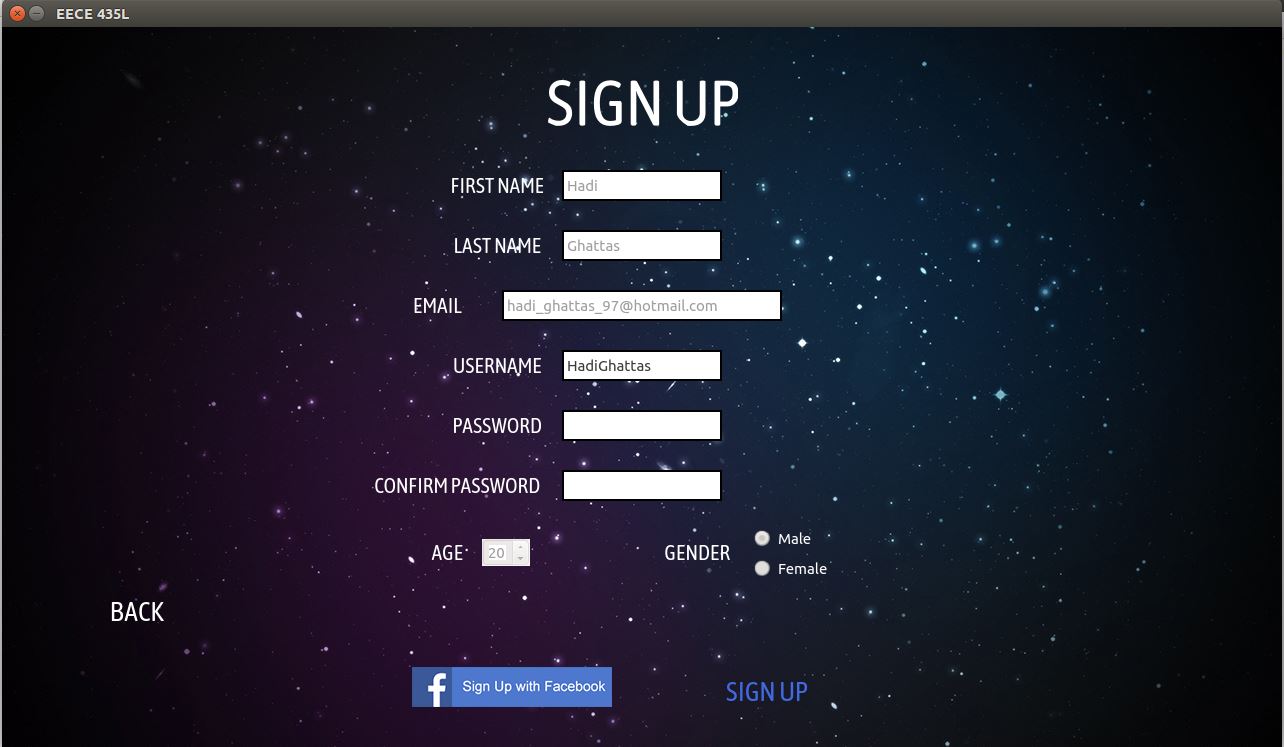 EECE 435L
SIGN UP
FIRST NAME Hadi
LAST NAME Ghattas
EMAIL hadi_ghattas_97@hotmail.com
USERNAME HadiGhattas
PASSWORD
CONFIRM PASSWORD
AGE 20 GENDER Male
Female
BACK
f Sign Up with Facebook SIGN UP